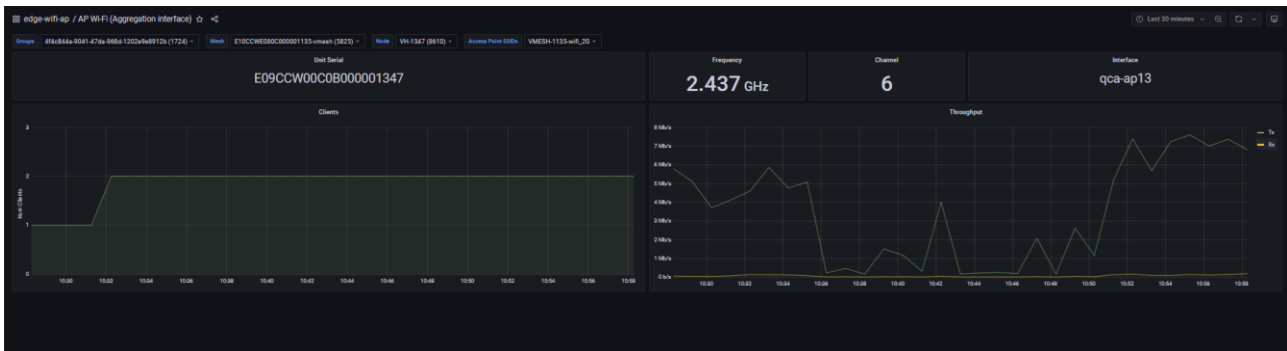 edge-wifi-ap / AP Wi-Fi (Aggregation interface)
Last 30 minutes
Groups 4f4c844a-9041-47da-968d-1202a9e8912b (1724) Mesh E10CCWE080C000001135-vmesh (5825) Node VH-1347 (8610) Access Point SSIDs VMESH-1135-wifi_2G
Unit Serial
E09CCW00C0B000001347
Frequency
2.437 GHz
Channel
6
Interface
qca-ap13
Clients
3
2
1
0
Num Clients
10:30 10:32 10:34 10:36 10:38 10:40 10:42 10:44 10:46 10:48 10:50 10:52 10:54 10:56 10:58
Throughput
8 Mb/s
7 Mb/s
6 Mb/s
5 Mb/s
4 Mb/s
3 Mb/s
2 Mb/s
1 Mb/s
0 b/s
10:30 10:32 10:34 10:36 10:38 10:40 10:42 10:44 10:46 10:48 10:50 10:52 10:54 10:56 10:58
Tx
Rx